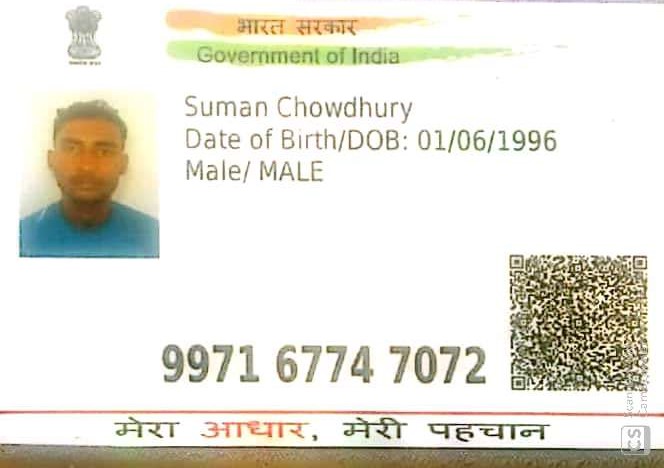 भारत सरकार
Government of India
Suman Chowdhury
Date of Birth/DOB: 01/06/1996
Male/ MALE
9971 6774 7072
मेरा आधार, मेरी पहचान
CS